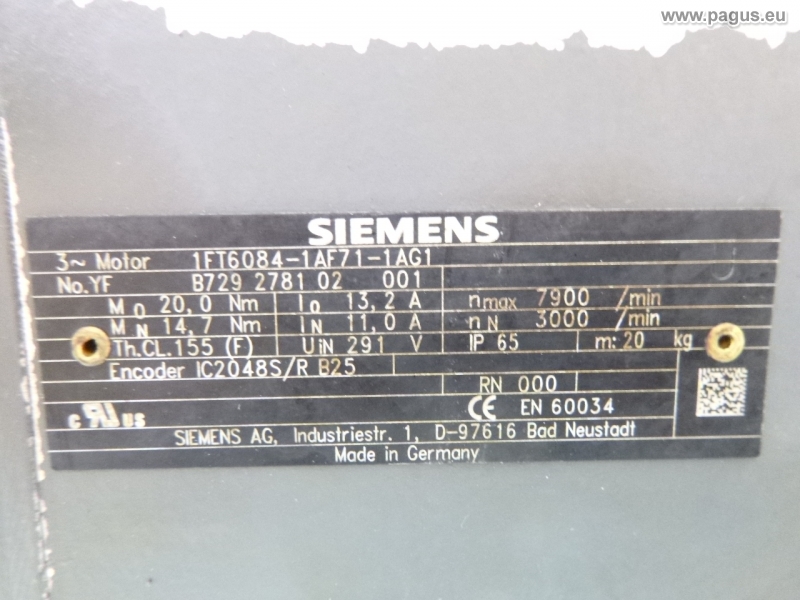 www.pagus.eu
SIEMENS
3~ Motor 1FT6084-1AF71-1AG1
No. YF B729 2781 02 001
M0 20,0 Nm I0 13,2 A nmax 7900 /min
MN 14,7 Nm IN 11,0 A nN 3000 /min
Th.CL. 155 (F) UIN 291 V IP 65 m: 20 kg
Encoder IC2048S/R B25
RN 000
c RU us CE EN 60034
SIEMENS AG, Industriestr. 1, D-97616 Bad Neustadt
Made in Germany